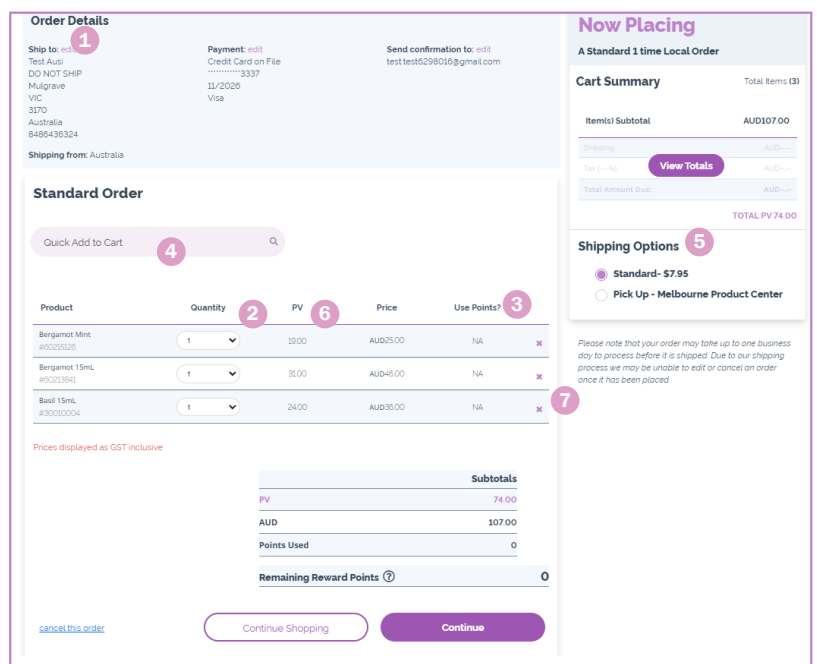 Order Details
1
Ship to: edit
Test Ausi
DO NOT SHIP
Mulgrave
VIC
3170
Australia
8486436324
Shipping from: Australia
Payment: edit
Credit Card on File
************3337
11/2026
Visa
Send confirmation to: edit
test.test6298016@gmail.com
Standard Order
Quick Add to Cart
4
Product Quantity 2 PV 6 Price Use Points? 3
Bergamot Mint
#60215126
1 19.00 AUD25.00 NA ×
Bergamot 15mL
#60213841
1 31.00 AUD46.00 NA ×
Basil 15mL
#30010004
1 24.00 AUD36.00 NA ×
7
Prices displayed as GST inclusive
Subtotals
PV 74.00
AUD 107.00
Points Used 0
Remaining Reward Points ? 0
cancel this order
Continue Shopping
Continue
Now Placing
A Standard 1 time Local Order
Cart Summary Total Items (3)
Item(s) Subtotal AUD107.00
Shipping AUD--.--
Tax (-.-%) AUD--.--
View Totals
Total Amount Due: AUD--.--
TOTAL PV 74.00
Shipping Options 5
Standard- $7.95
Pick Up - Melbourne Product Center
Please note that your order may take up to one business
day to process before it is shipped. Due to our shipping
process we may be unable to edit or cancel an order
once it has been placed.